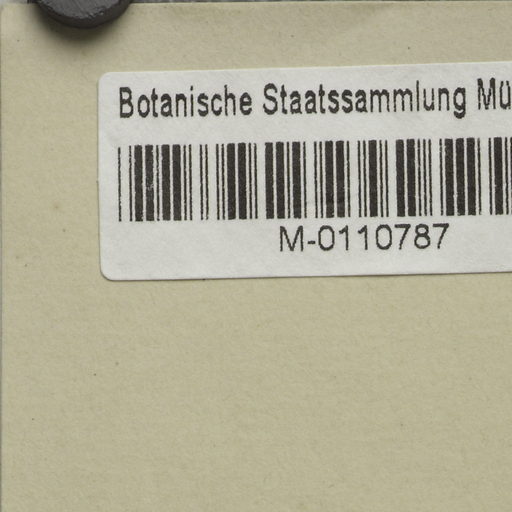 Botanische Staatssammlung Mü
M-0110787